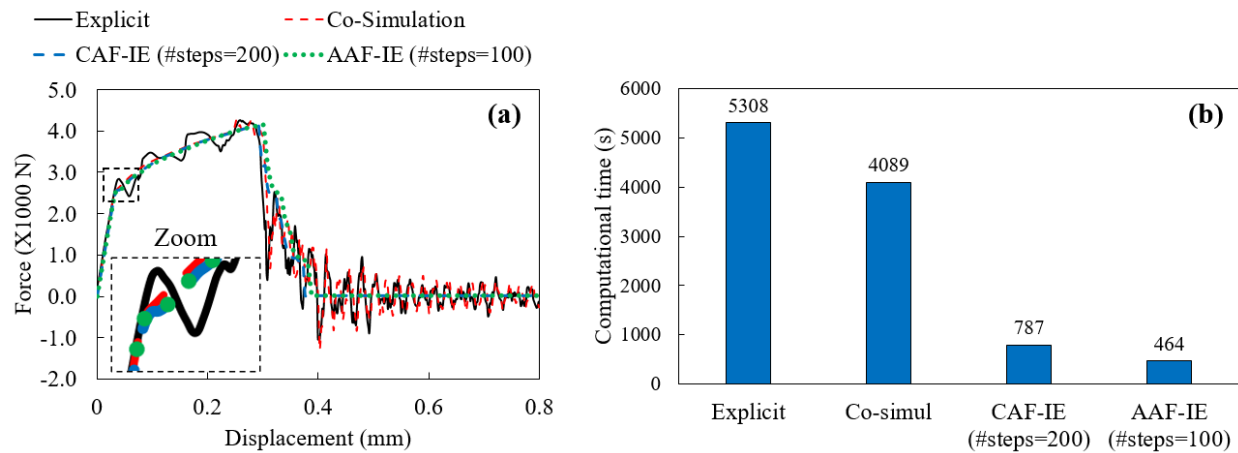 Explicit
Co-Simulation
CAF-IE (#steps=200)
AAF-IE (#steps=100)
(a)
Force (X1000 N)
5.0
4.0
3.0
2.0
1.0
0.0
-1.0
-2.0
Zoom
0
0.2
0.4
0.6
0.8
Displacement (mm)
(b)
Computational time (s)
6000
5000
4000
3000
2000
1000
0
5308
4089
787
464
Explicit
Co-simul
CAF-IE
(#steps=200)
AAF-IE
(#steps=100)